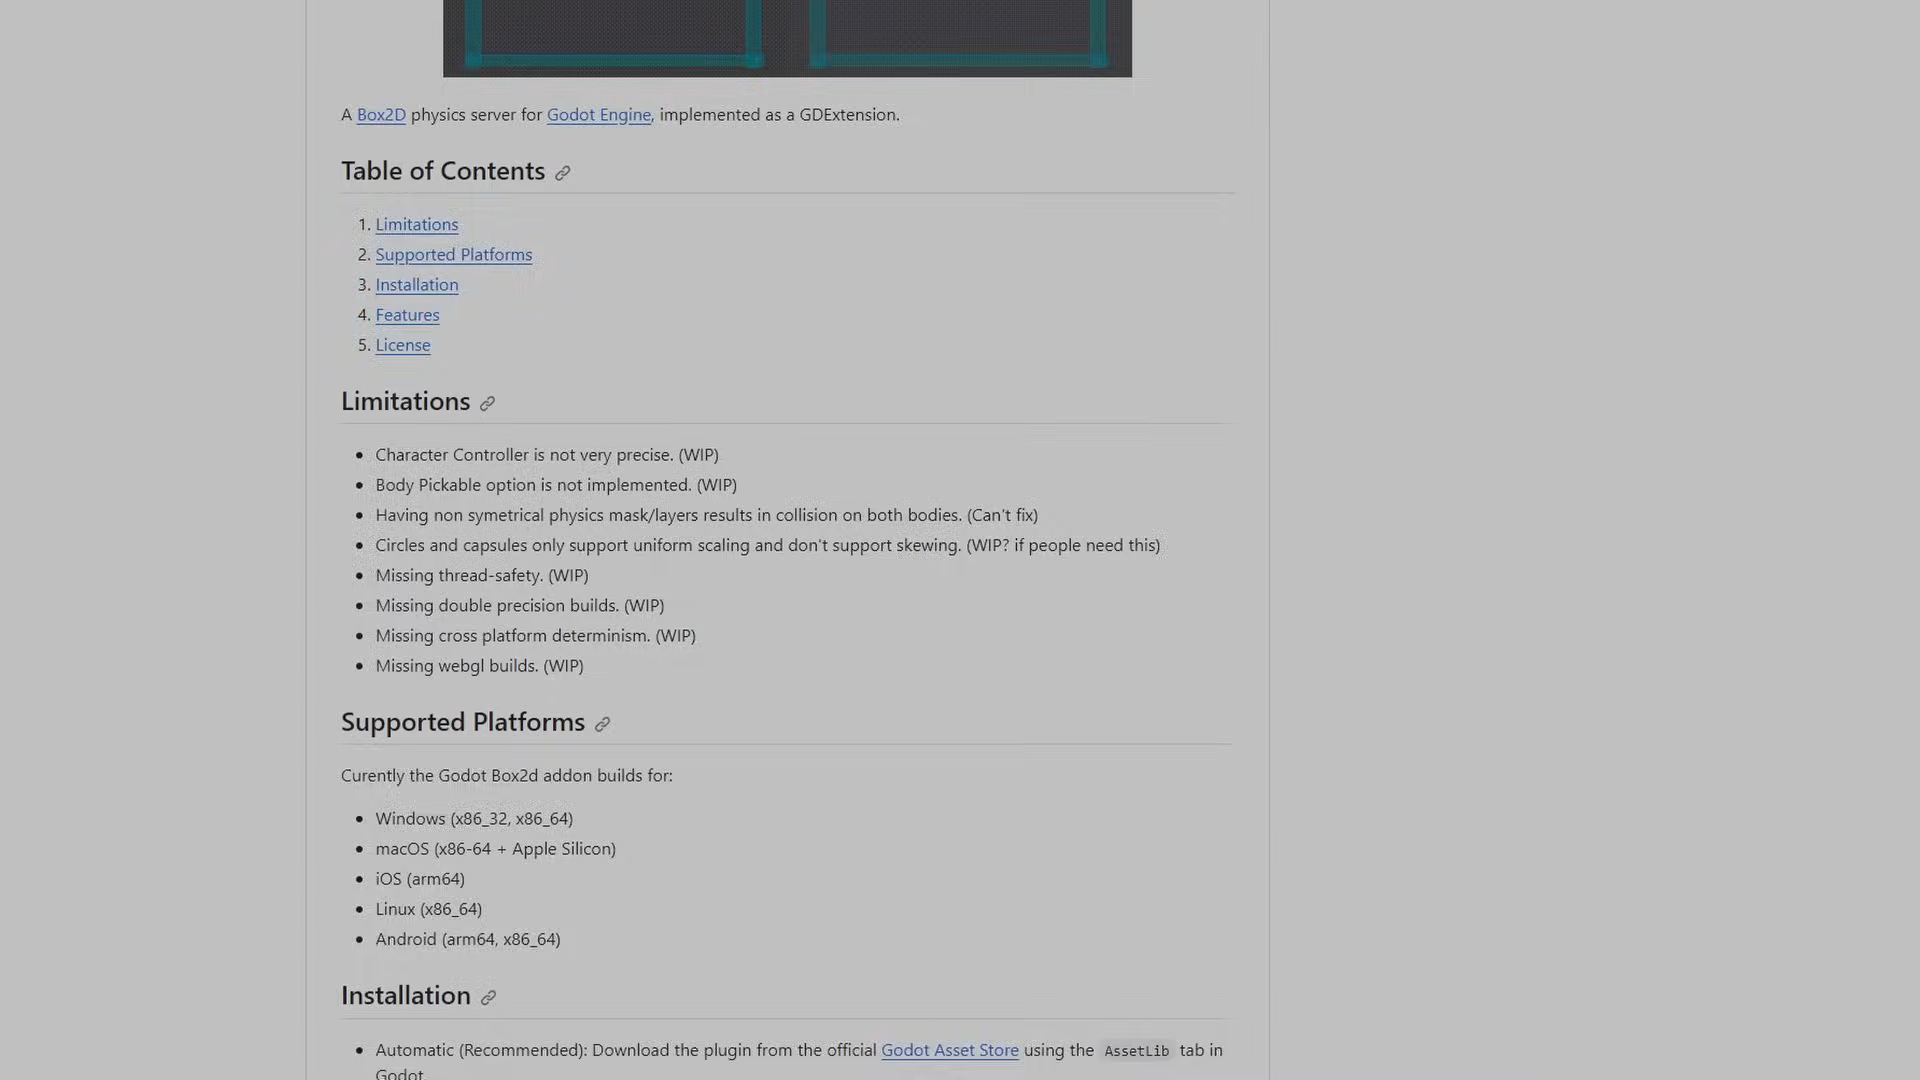 A Box2D physics server for Godot Engine, implemented as a GDExtension.
Table of Contents
1. Limitations
2. Supported Platforms
3. Installation
4. Features
5. License
Limitations
• Character Controller is not very precise. (WIP)
• Body Pickable option is not implemented. (WIP)
• Having non symetrical physics mask/layers results in collision on both bodies. (Can't fix)
• Circles and capsules only support uniform scaling and don't support skewing. (WIP? if people need this)
• Missing thread-safety. (WIP)
• Missing double precision builds. (WIP)
• Missing cross platform determinism. (WIP)
• Missing webgl builds. (WIP)
Supported Platforms
Curently the Godot Box2d addon builds for:
• Windows (x86_32, x86_64)
• macOS (x86-64 + Apple Silicon)
• iOS (arm64)
• Linux (x86_64)
• Android (arm64, x86_64)
Installation
• Automatic (Recommended): Download the plugin from the official Godot Asset Store using the AssetLib tab in
Godot.